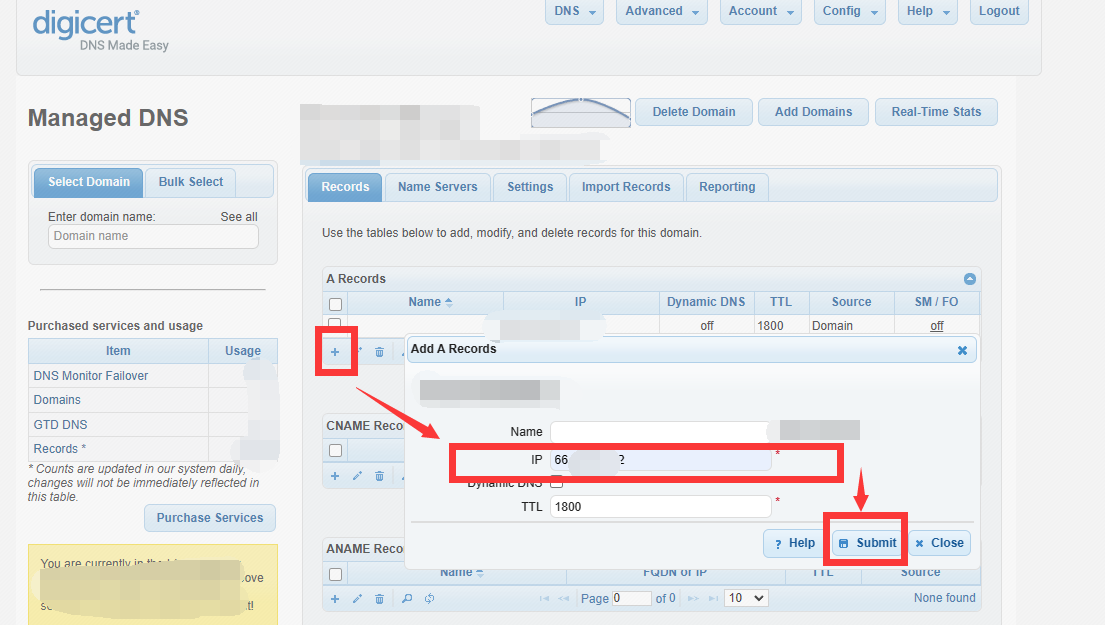 digicert®
DNS Made Easy
DNS Advanced Account Config Help Logout
Managed DNS
Delete Domain Add Domains Real-Time Stats
Select Domain Bulk Select
Enter domain name: See all
Domain name
Purchased services and usage
Item Usage
DNS Monitor Failover
Domains
GTD DNS
Records *
* Counts are updated in our system daily,
changes will not be immediately reflected in
this table.
Purchase Services
You are currently in the
Records Name Servers Settings Import Records Reporting
Use the tables below to add, modify, and delete records for this domain.
A Records
Name IP Dynamic DNS TTL Source SM / FO
off 1800 Domain off
Add A Records
Name
IP 66 2 *
Dynamic DNS
TTL 1800 *
? Help Submit Close
CNAME Reco
ANAME Reco
Name FQDN or IP TTL Source
Page 0 of 0 10 None found